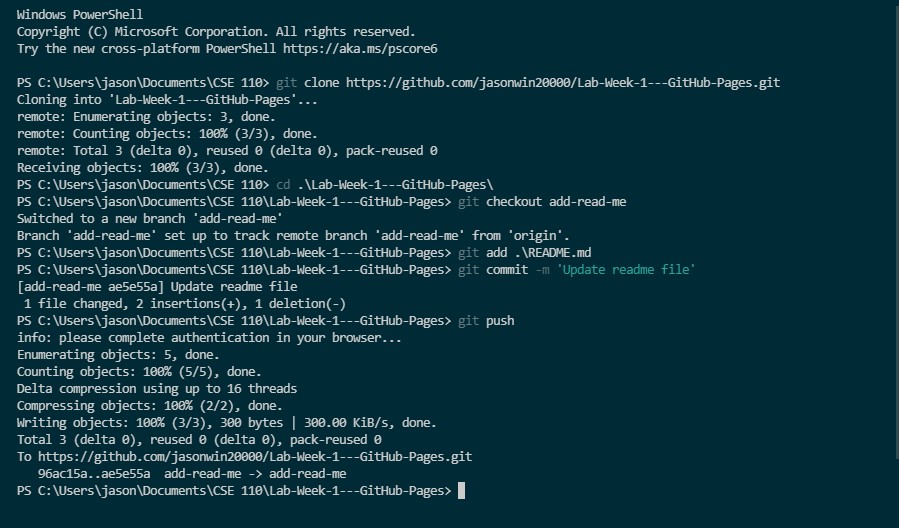 Windows PowerShell
Copyright (C) Microsoft Corporation. All rights reserved.
Try the new cross-platform PowerShell https://aka.ms/pscore6
PS C:\Users\jason\Documents\CSE 110> git clone https://github.com/jasonwin20000/Lab-Week-1---GitHub-Pages.git
Cloning into 'Lab-Week-1---GitHub-Pages'...
remote: Enumerating objects: 3, done.
remote: Counting objects: 100% (3/3), done.
remote: Total 3 (delta 0), reused 0 (delta 0), pack-reused 0
Receiving objects: 100% (3/3), done.
PS C:\Users\jason\Documents\CSE 110> cd .\Lab-Week-1---GitHub-Pages\
PS C:\Users\jason\Documents\CSE 110\Lab-Week-1---GitHub-Pages> git checkout add-read-me
Switched to a new branch 'add-read-me'
Branch 'add-read-me' set up to track remote branch 'add-read-me' from 'origin'.
PS C:\Users\jason\Documents\CSE 110\Lab-Week-1---GitHub-Pages> git add .\README.md
PS C:\Users\jason\Documents\CSE 110\Lab-Week-1---GitHub-Pages> git commit -m 'Update readme file'
[add-read-me ae5e55a] Update readme file
 1 file changed, 2 insertions(+), 1 deletion(-)
PS C:\Users\jason\Documents\CSE 110\Lab-Week-1---GitHub-Pages> git push
info: please complete authentication in your browser...
Enumerating objects: 5, done.
Counting objects: 100% (5/5), done.
Delta compression using up to 16 threads
Compressing objects: 100% (2/2), done.
Writing objects: 100% (3/3), 300 bytes | 300.00 KiB/s, done.
Total 3 (delta 0), reused 0 (delta 0), pack-reused 0
To https://github.com/jasonwin20000/Lab-Week-1---GitHub-Pages.git
   96ac15a..ae5e55a  add-read-me -> add-read-me
PS C:\Users\jason\Documents\CSE 110\Lab-Week-1---GitHub-Pages>